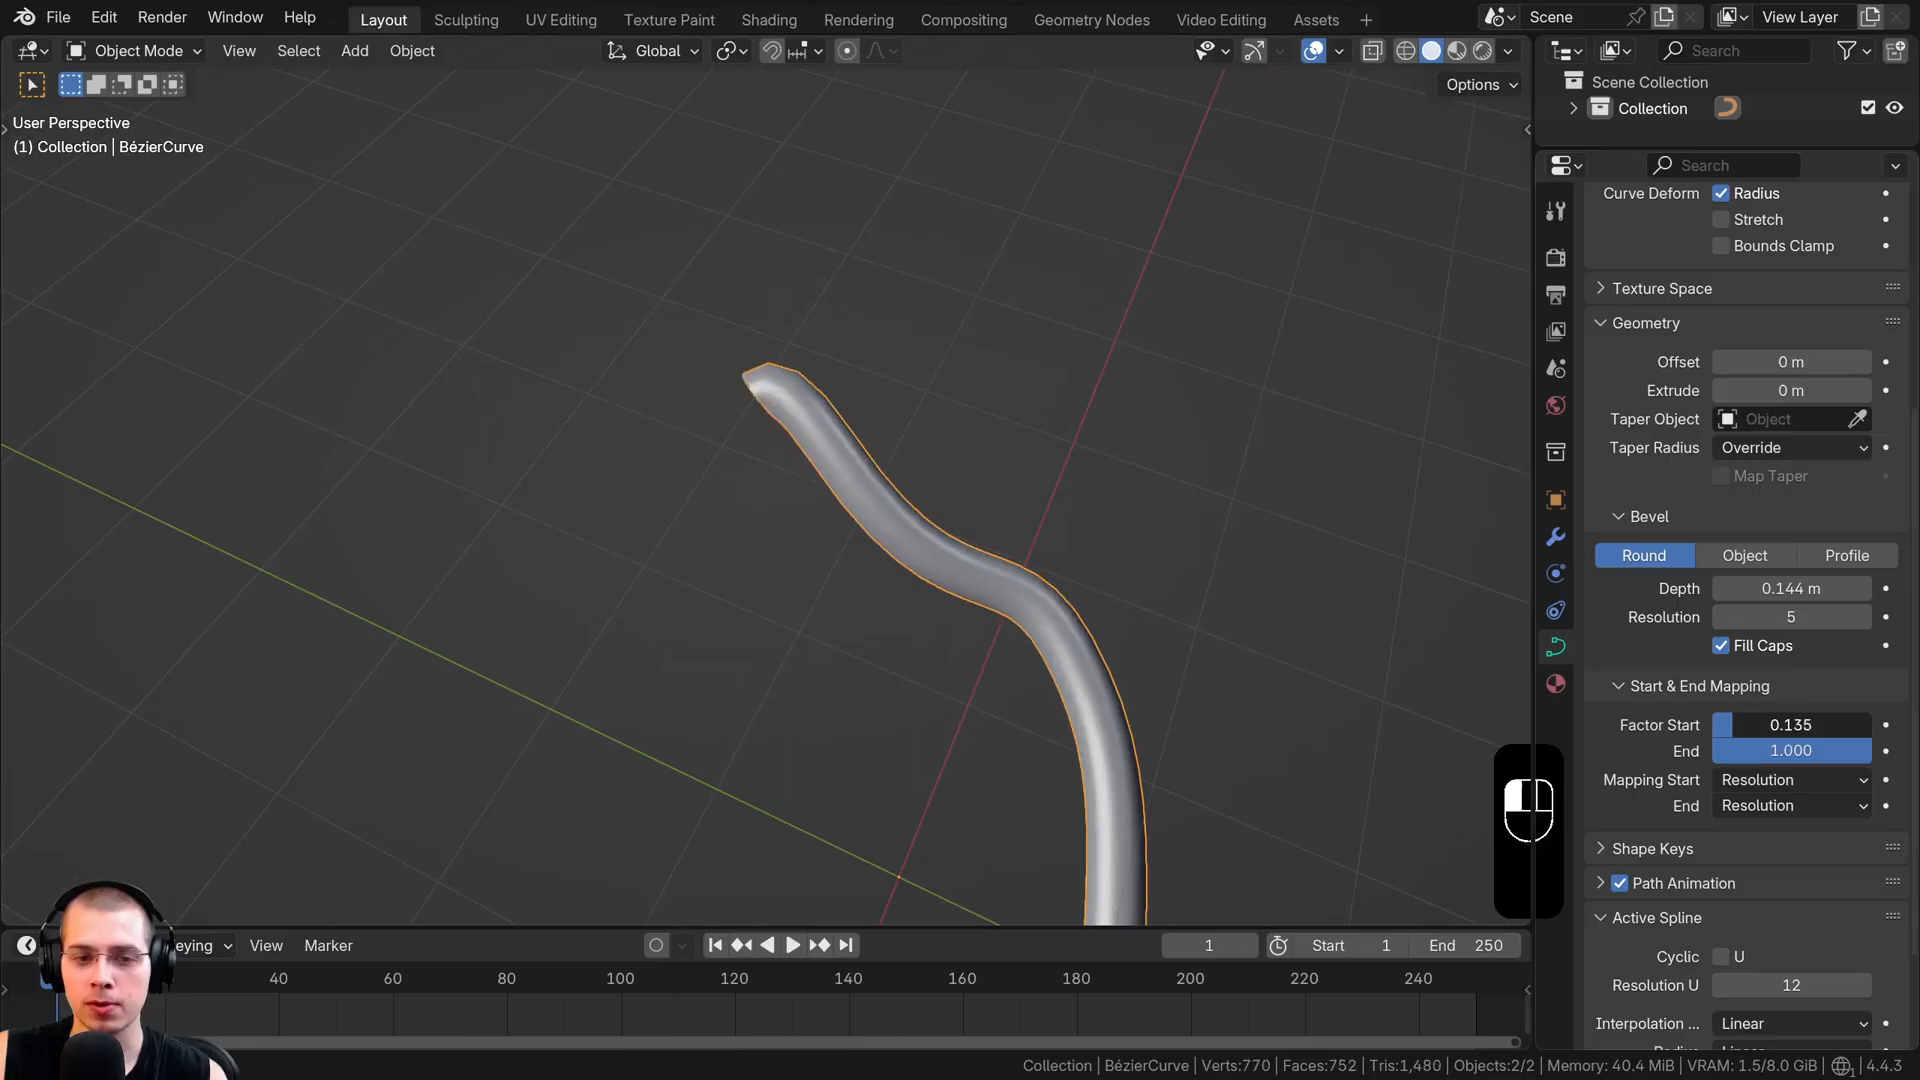 File Edit Render Window Help
Layout Sculpting UV Editing Texture Paint Shading Rendering Compositing Geometry Nodes Video Editing Assets +
Scene View Layer
Object Mode View Select Add Object
Global
Options
User Perspective
(1) Collection | BézierCurve
Search
Scene Collection
Collection
Search
Curve Deform Radius
Stretch
Bounds Clamp
Texture Space
Geometry
Offset 0 m
Extrude 0 m
Taper Object Object
Taper Radius Override
Map Taper
Bevel
Round Object Profile
Depth 0.144 m
Resolution 5
Fill Caps
Start & End Mapping
Factor Start 0.135
End 1.000
Mapping Start Resolution
End Resolution
Shape Keys
Path Animation
Active Spline
Cyclic U
Resolution U 12
Interpolation ... Linear
eying View Marker
1 Start 1 End 250
40 60 80 100 120 140 160 180 200 220 240
Collection | BézierCurve | Verts:770 | Faces:752 | Tris:1,480 | Objects:2/2 | Memory: 40.4 MiB | VRAM: 1.5/8.0 GiB | 4.4.3